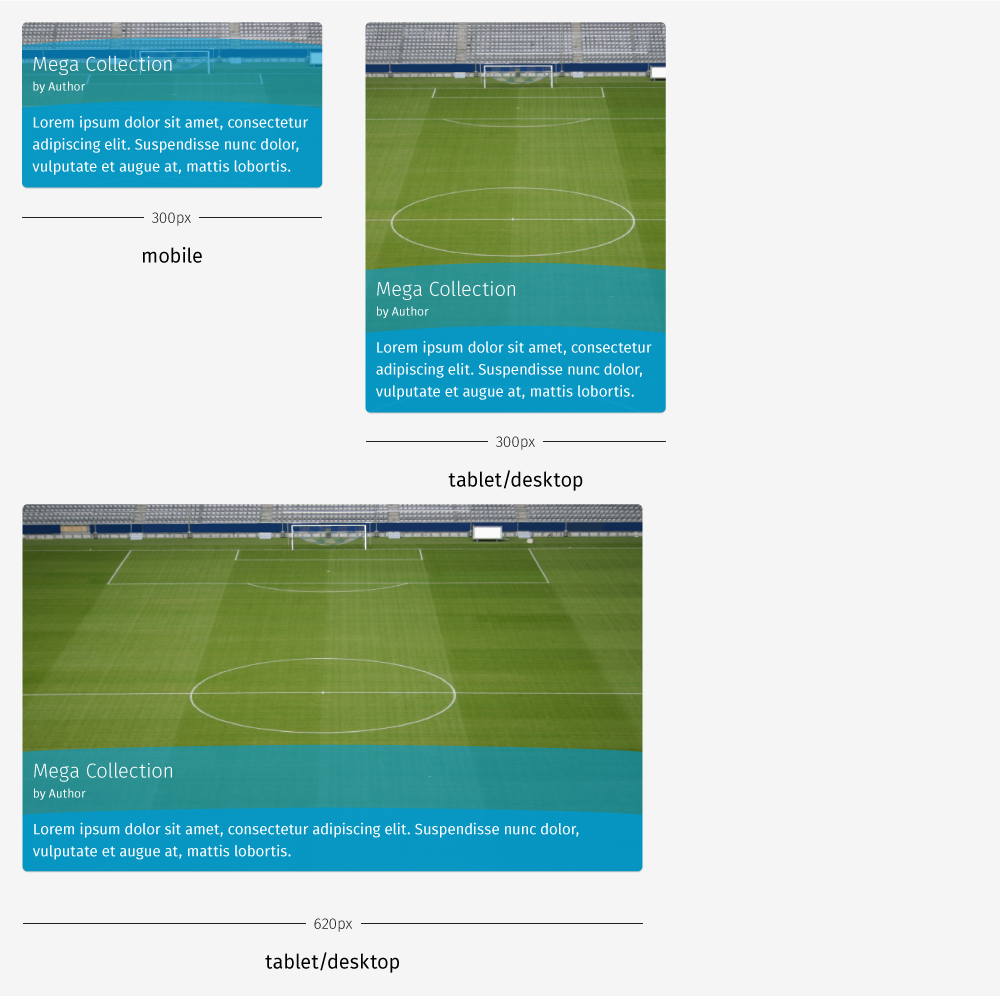 Mega Collection
by Author
Lorem ipsum dolor sit amet, consectetur
adipiscing elit. Suspendisse nunc dolor,
vulputate et augue at, mattis lobortis.
300px
mobile
Mega Collection
by Author
Lorem ipsum dolor sit amet, consectetur
adipiscing elit. Suspendisse nunc dolor,
vulputate et augue at, mattis lobortis.
300px
tablet/desktop
Mega Collection
by Author
Lorem ipsum dolor sit amet, consectetur adipiscing elit. Suspendisse nunc dolor,
vulputate et augue at, mattis lobortis.
620px
tablet/desktop